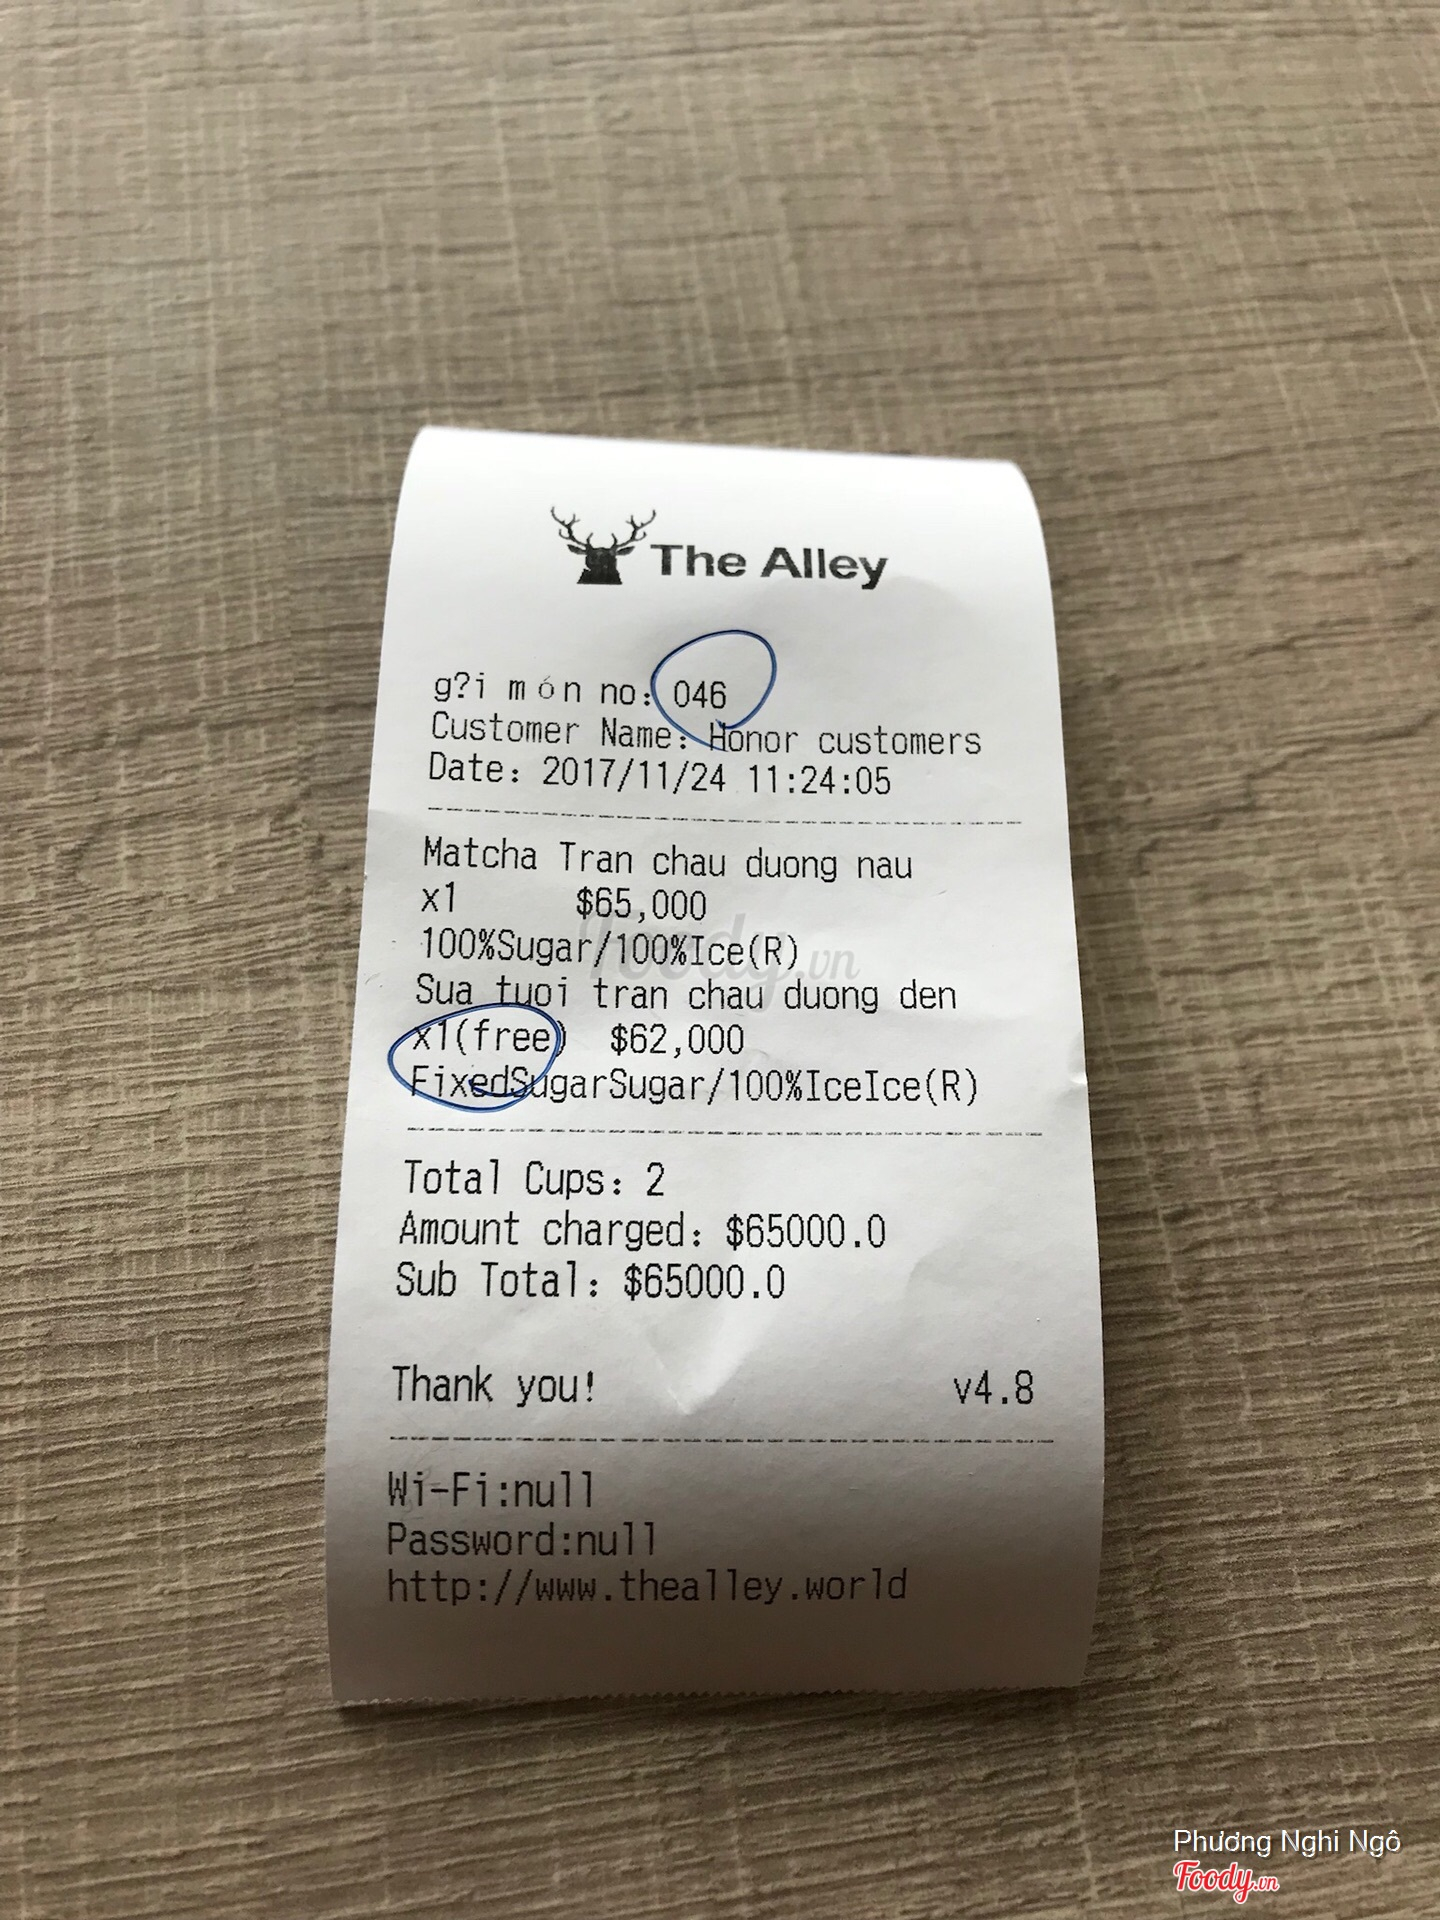 The Alley
g?i món no: 046
Customer Name: Honor customers
Date: 2017/11/24 11:24:05
Matcha Tran chau duong nau
x1 $65,000
100%Sugar/100%Ice(R)
Foody.vn
Sua tuoi tran chau duong den
x1(free) $62,000
FixedSugarSugar/100%IceIce(R)
Total Cups: 2
Amount charged: $65000.0
Sub Total: $65000.0
Thank you! v4.8
Wi-Fi:null
Password:null
http://www.thealley.world
Phương Nghi Ngô
Foody.vn